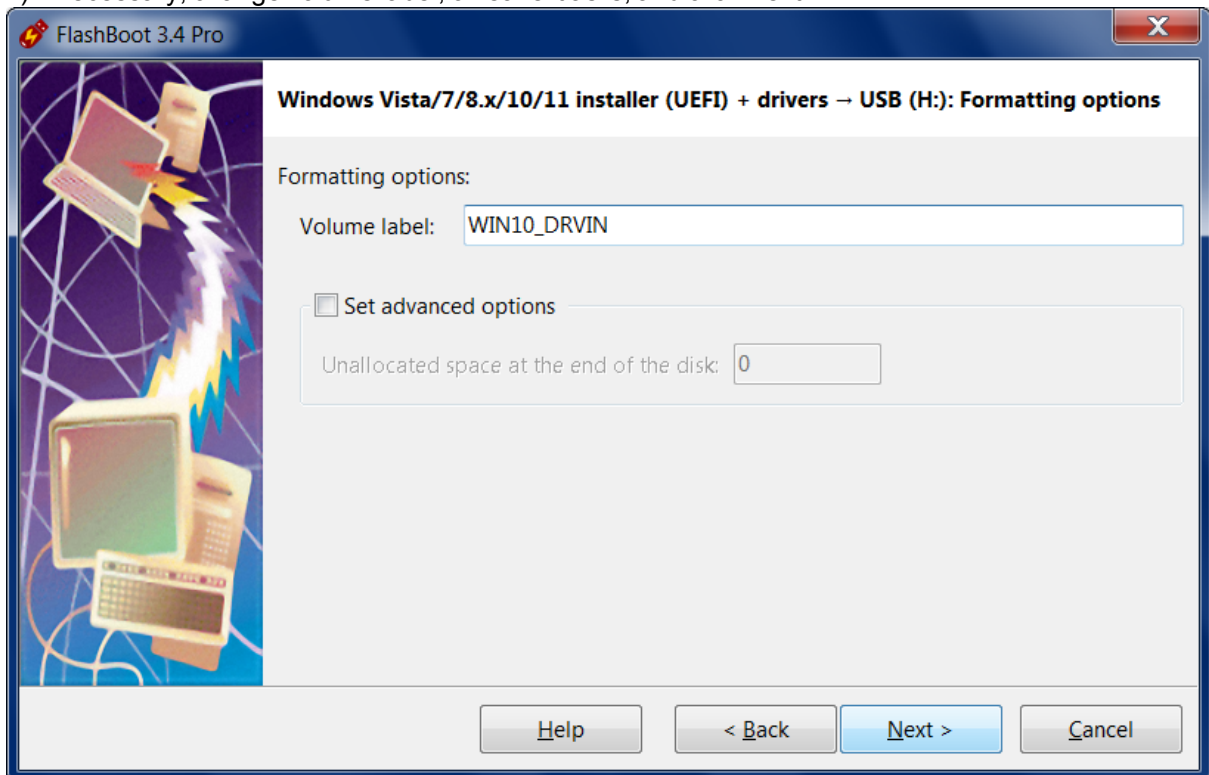 FlashBoot 3.4 Pro
X
Windows Vista/7/8.x/10/11 installer (UEFI) + drivers → USB (H:): Formatting options
Formatting options:
Volume label: WIN10_DRVIN
Set advanced options
Unallocated space at the end of the disk: 0
Help < Back Next > Cancel